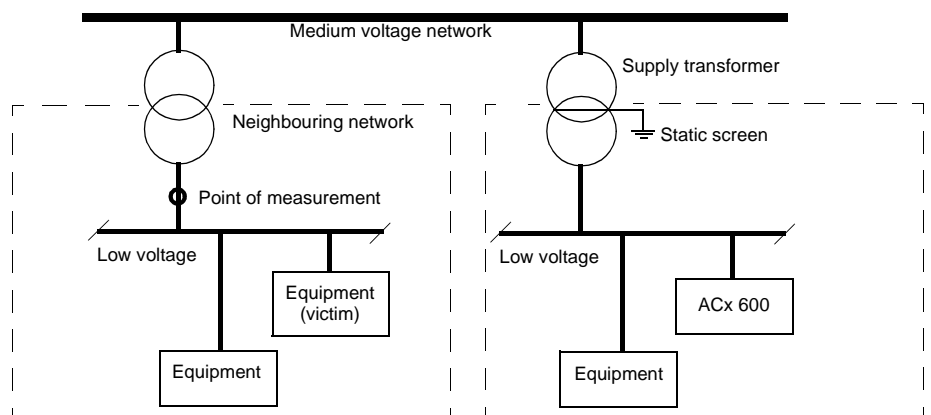 Medium voltage network
Supply transformer
Neighbouring network
Static screen
Point of measurement
Low voltage
Low voltage
Equipment
(victim)
ACx 600
Equipment
Equipment